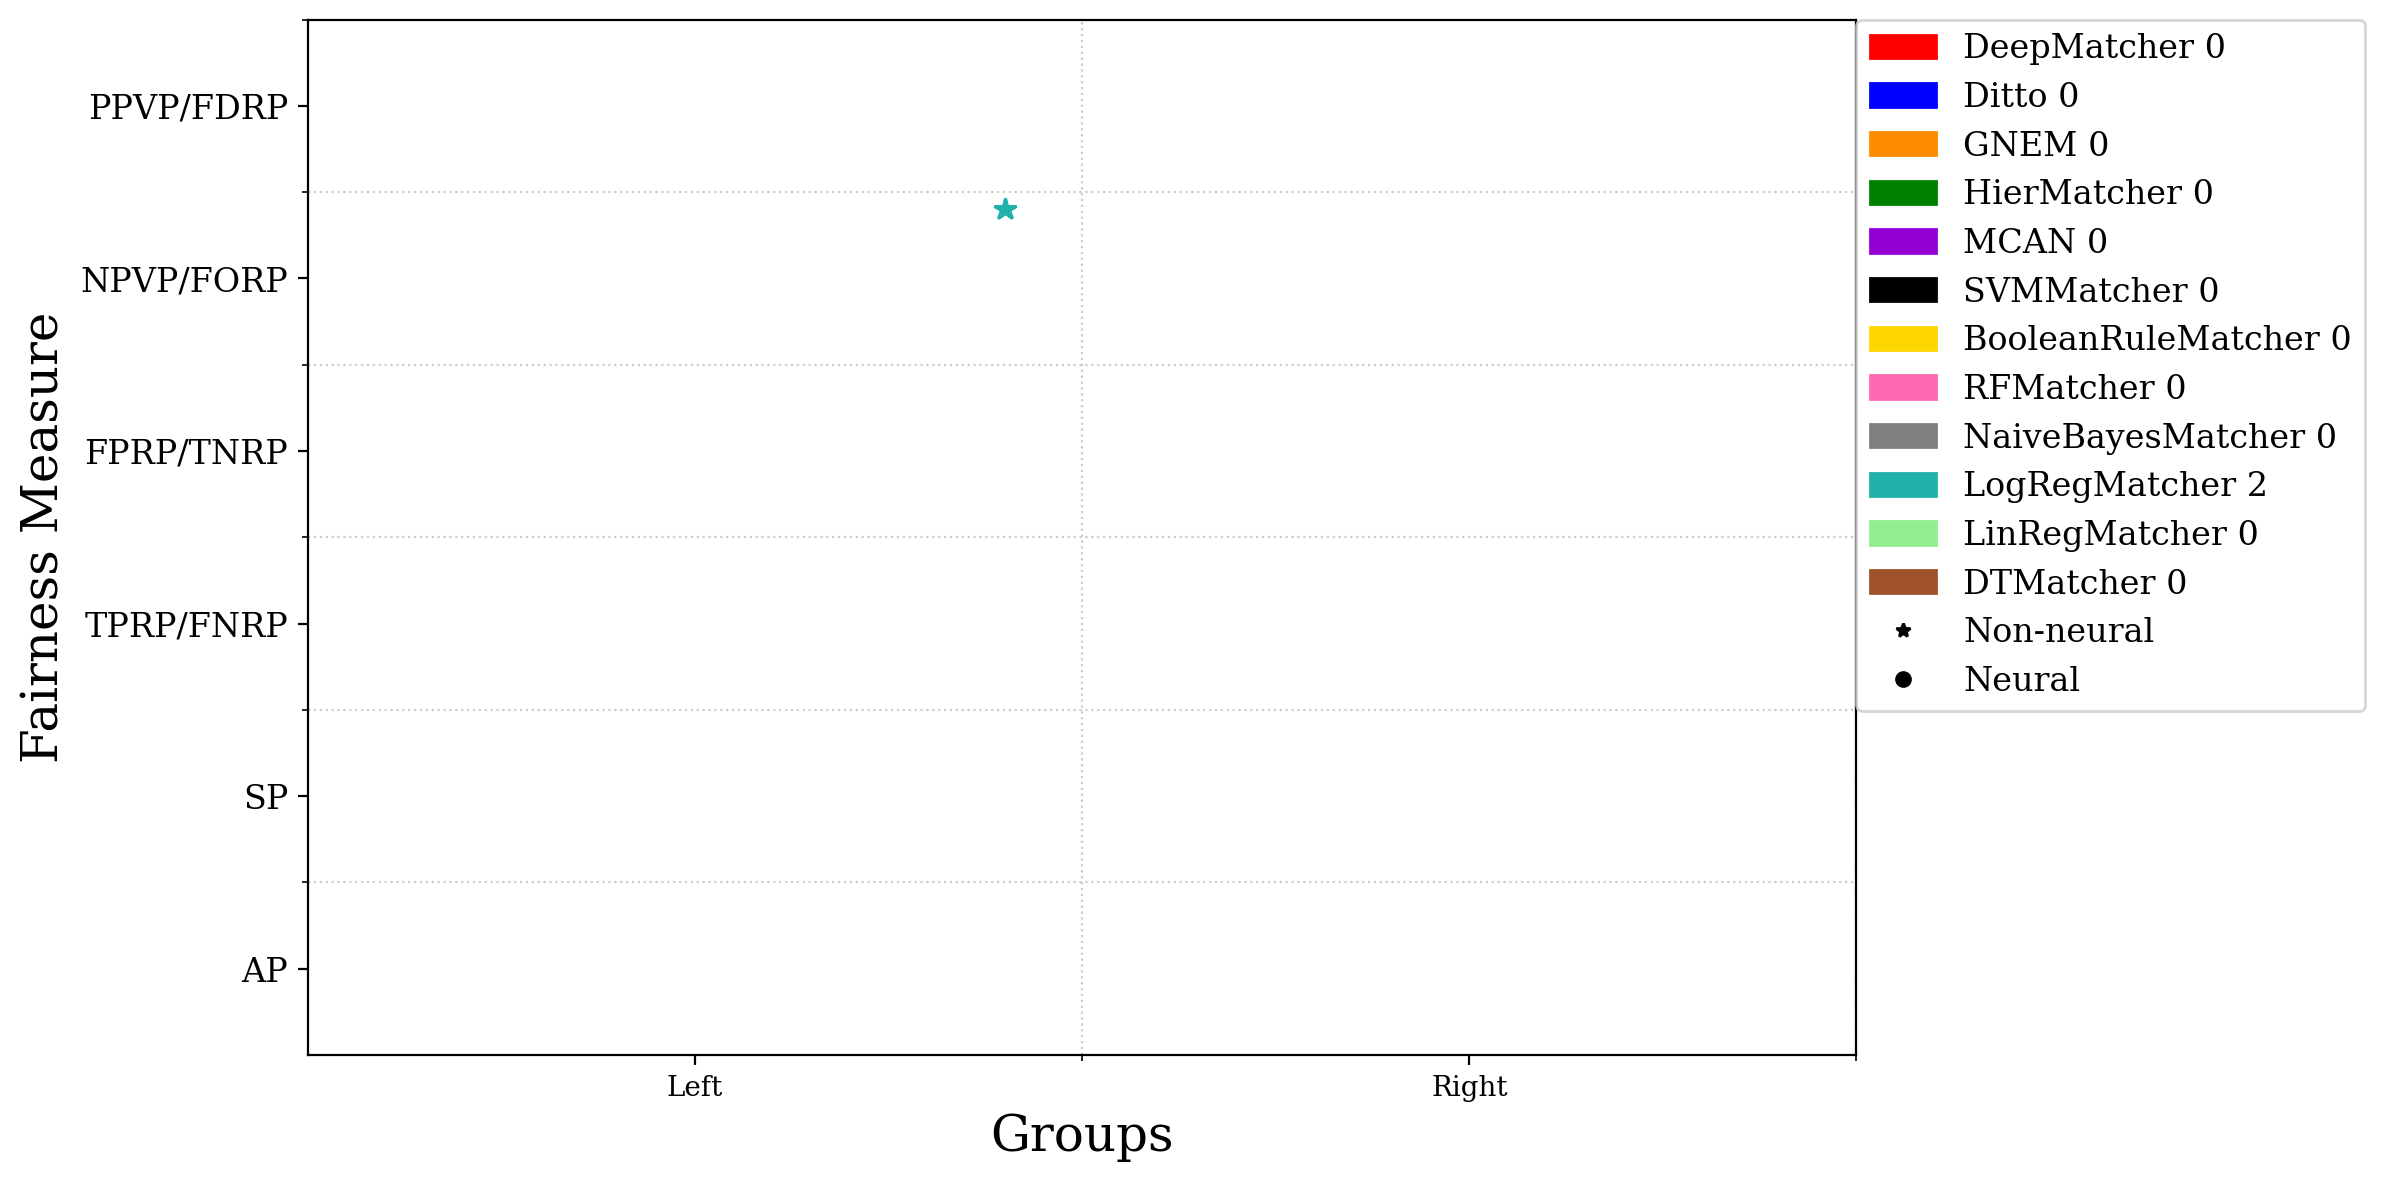 Fairness Measure
PPVP/FDRP
NPVP/FORP
FPRP/TNRP
TPRP/FNRP
SP
AP
Left
Right
Groups
DeepMatcher 0
Ditto 0
GNEM 0
HierMatcher 0
MCAN 0
SVMMatcher 0
BooleanRuleMatcher 0
RFMatcher 0
NaiveBayesMatcher 0
LogRegMatcher 2
LinRegMatcher 0
DTMatcher 0
Non-neural
Neural